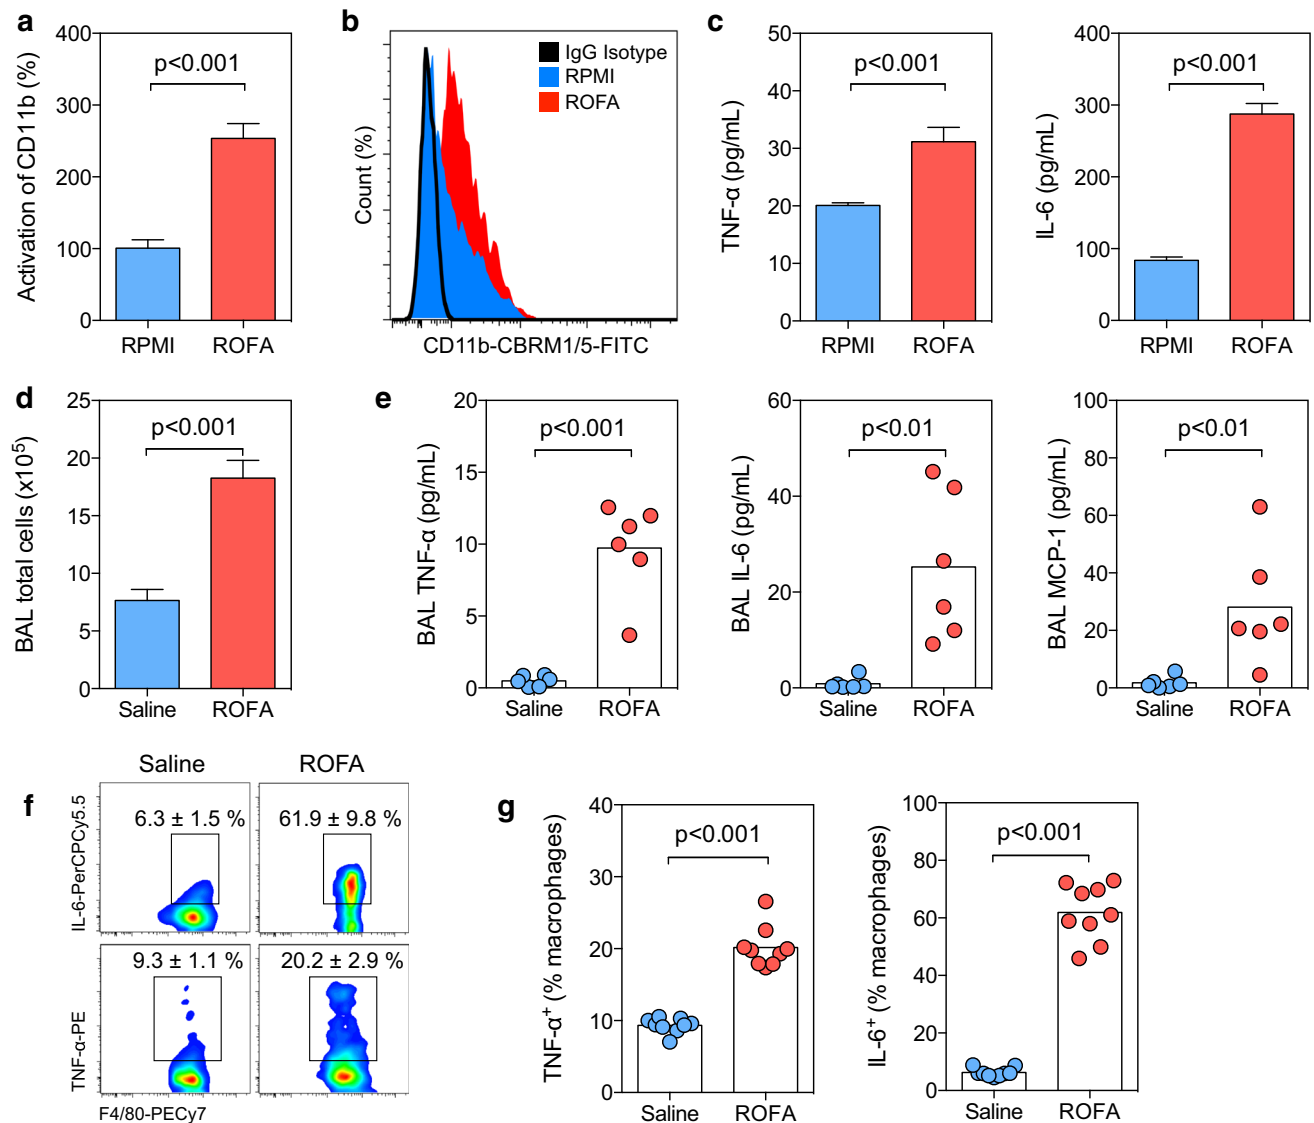 a
Activation of CD11b (%)
400
300
200
100
0
p<0.001
RPMI ROFA
b
Count (%)
IgG Isotype
RPMI
ROFA
CD11b-CBRM1/5-FITC
c
TNF-α (pg/mL)
50
40
30
20
10
0
p<0.001
RPMI ROFA
IL-6 (pg/mL)
400
300
200
100
0
p<0.001
RPMI ROFA
d
BAL total cells (x10⁵)
25
20
15
10
5
0
p<0.001
Saline ROFA
e
BAL TNF-α (pg/mL)
20
15
10
5
0
p<0.001
Saline ROFA
BAL IL-6 (pg/mL)
60
40
20
0
p<0.01
Saline ROFA
BAL MCP-1 (pg/mL)
100
80
60
40
20
0
p<0.01
Saline ROFA
f
Saline ROFA
IL-6-PerCPCy5.5
6.3 ± 1.5 % 61.9 ± 9.8 %
TNF-α-PE
9.3 ± 1.1 % 20.2 ± 2.9 %
F4/80-PECy7
g
TNF-α⁺ (% macrophages)
40
30
20
10
0
p<0.001
Saline ROFA
IL-6⁺ (% macrophages)
100
80
60
40
20
0
p<0.001
Saline ROFA